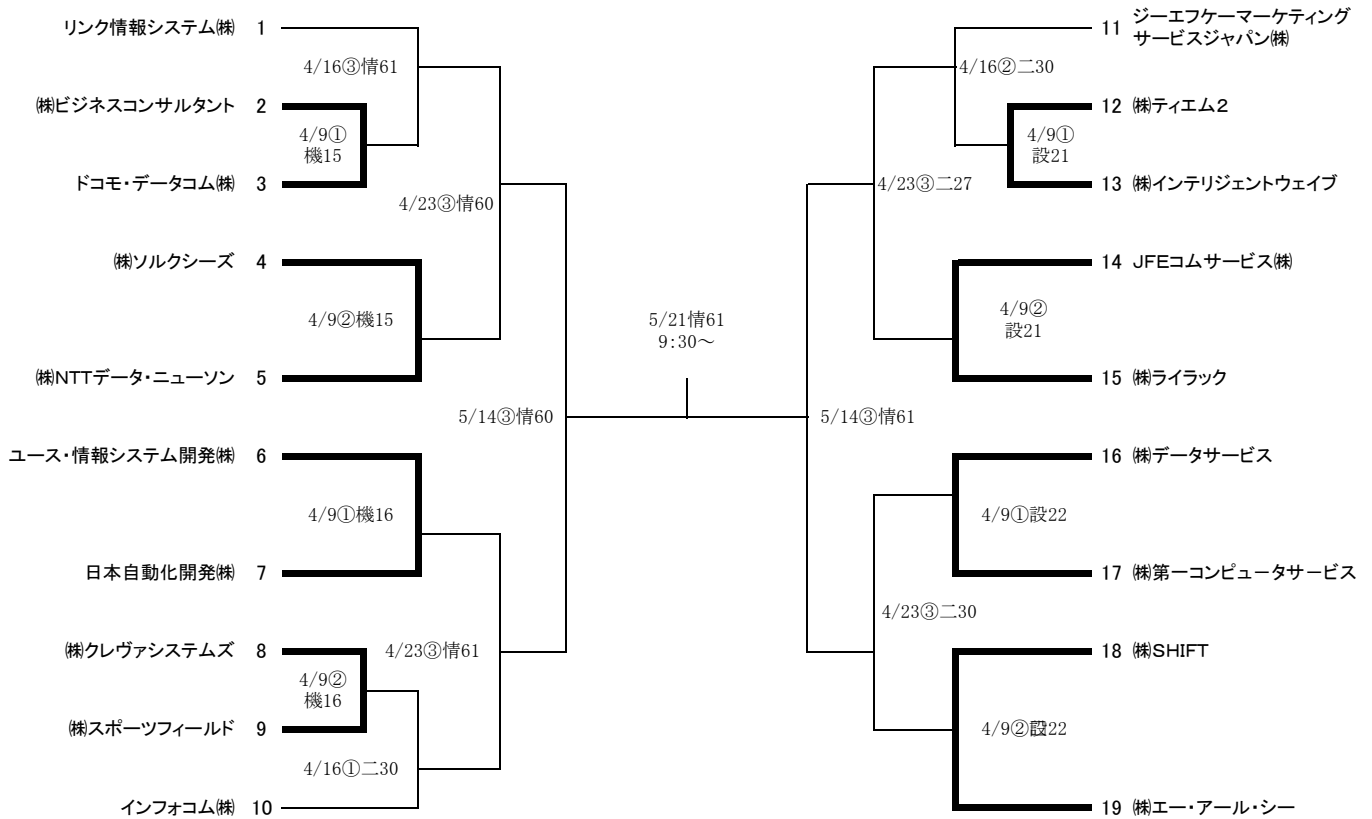 リンク情報システム㈱ 1
4/16③情61
㈱ビジネスコンサルタント 2
4/9①
機15
ドコモ・データコム㈱ 3
4/23③情60
㈱ソルクシーズ 4
4/9②機15
㈱NTTデータ・ニューソン 5
5/14③情60
ユース・情報システム開発㈱ 6
4/9①機16
日本自動化開発㈱ 7
4/23③情61
㈱クレヴァシステムズ 8
4/9②
機16
㈱スポーツフィールド 9
4/16①二30
インフォコム㈱ 10
5/21情61
9:30～
11 ジーエフケーマーケティング
サービスジャパン㈱
4/16②二30
12 ㈱ティエム2
4/9①
設21
13 ㈱インテリジェントウェイブ
4/23③二27
14 JFEコムサービス㈱
4/9②
設21
15 ㈱ライラック
5/14③情61
16 ㈱データサービス
4/9①設22
17 ㈱第一コンピュータサービス
4/23③二30
18 ㈱SHIFT
4/9②設22
19 ㈱エー・アール・シー